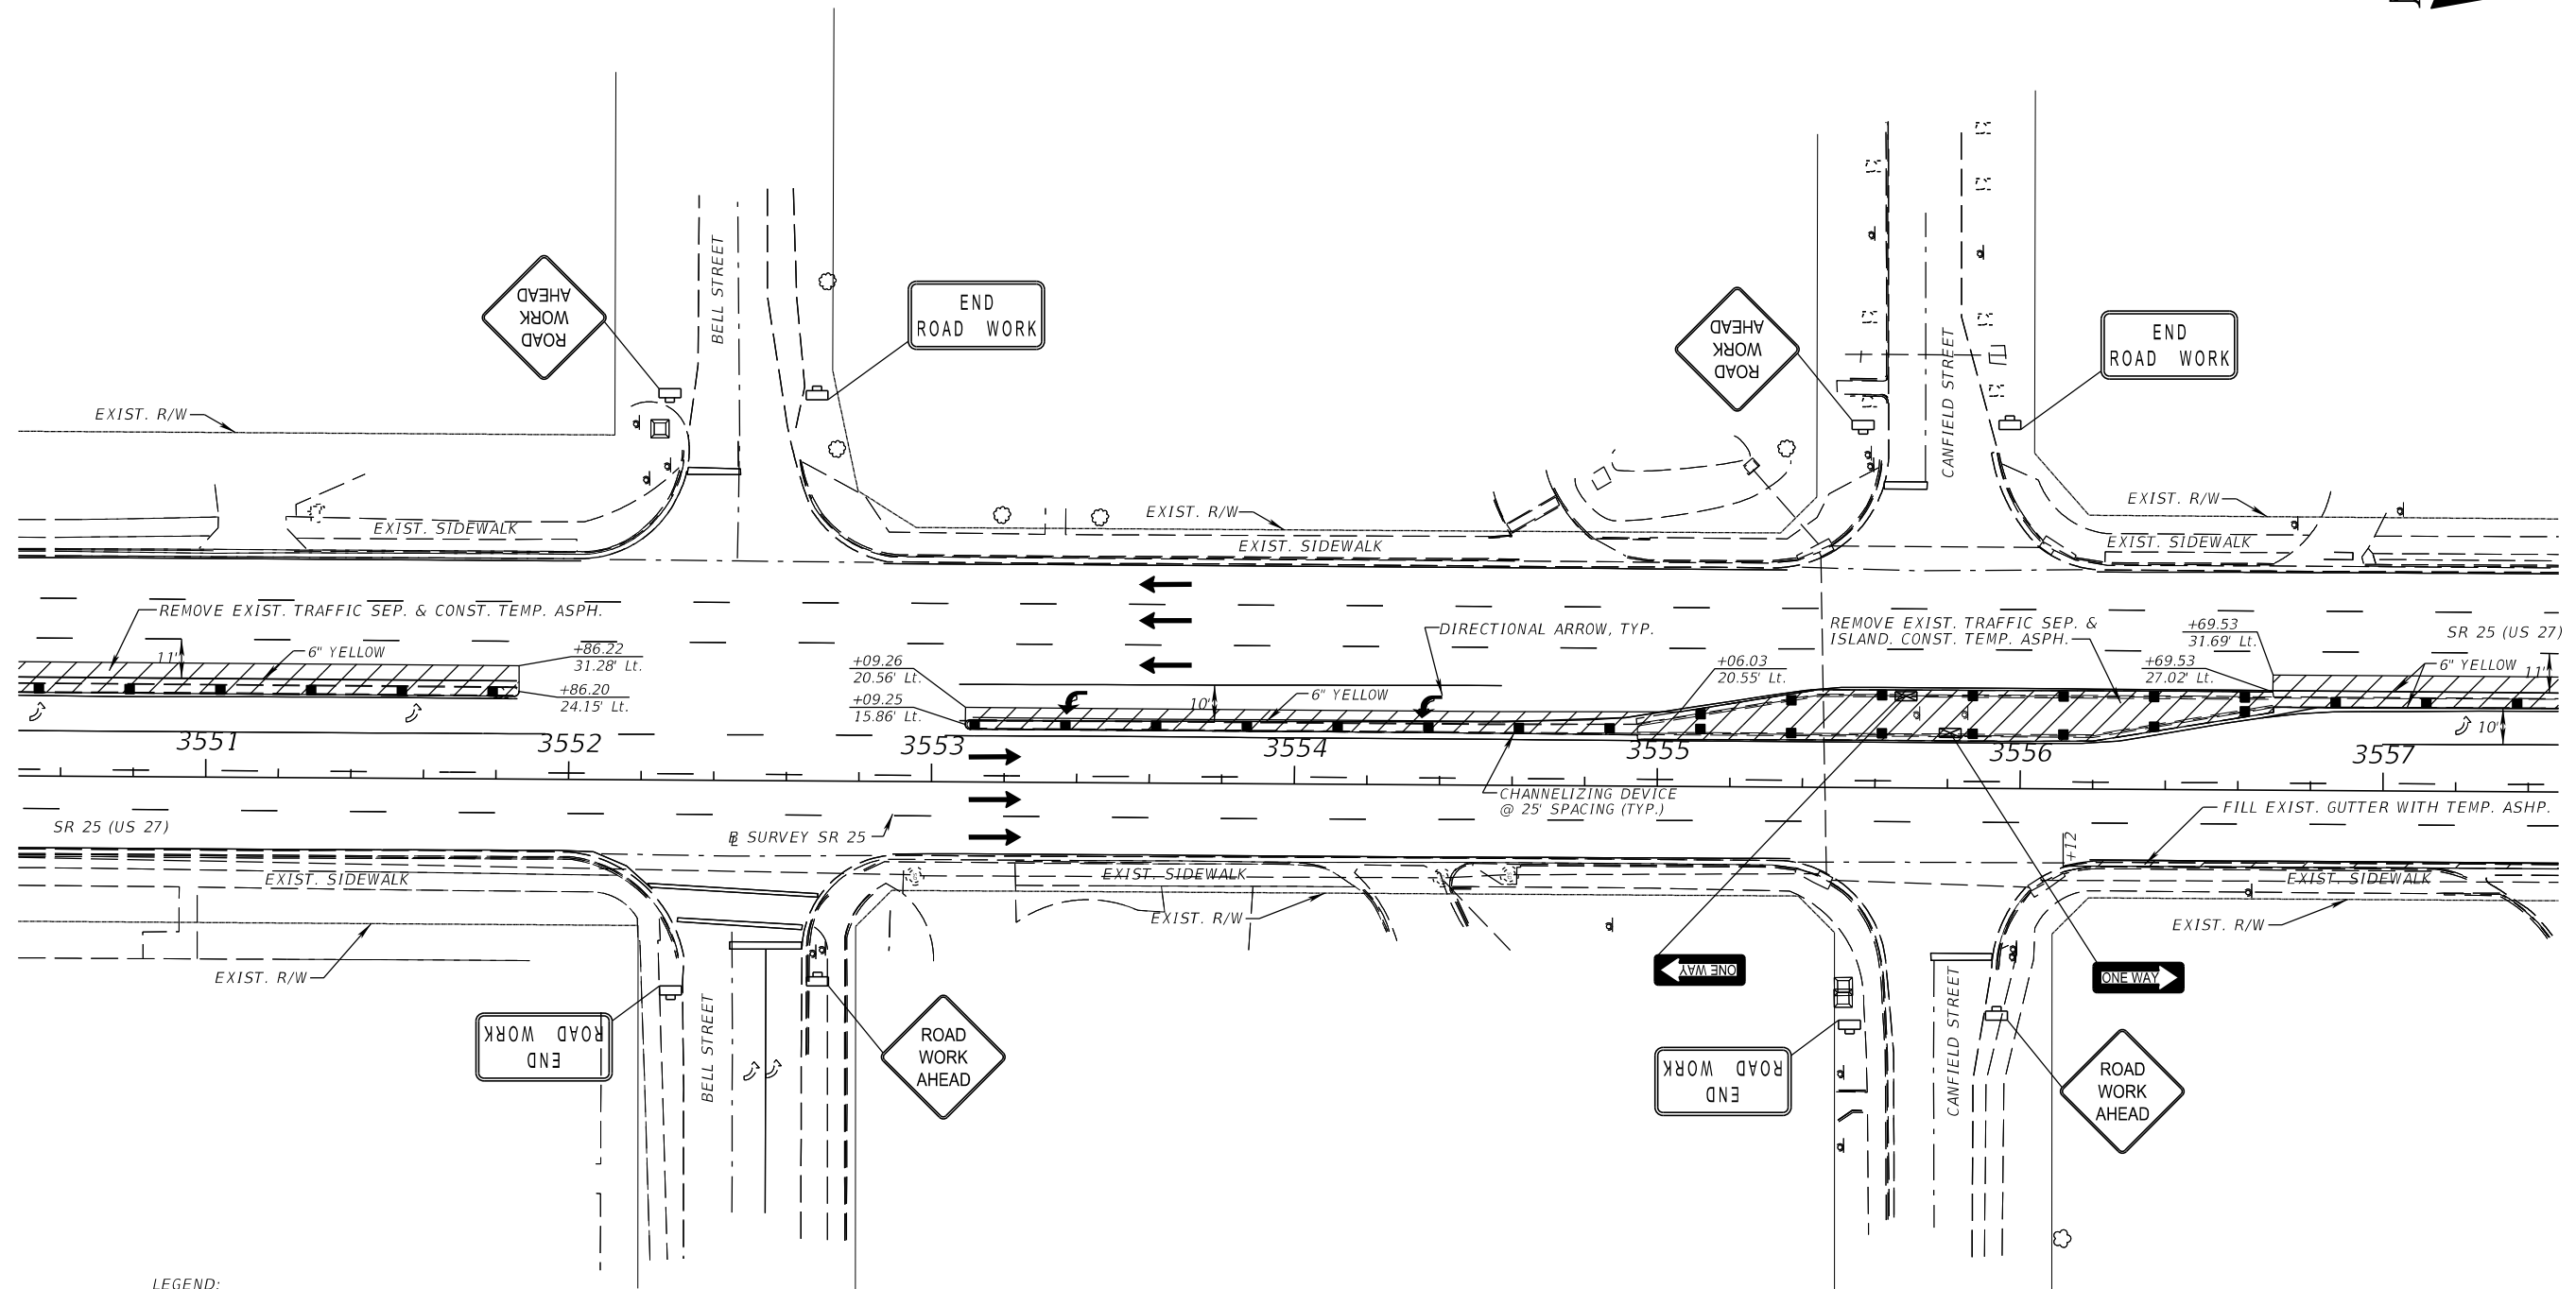 BELL STREET
AHEAD
WORK
ROAD
END
ROAD WORK
AHEAD
WORK
ROAD
CANFIELD STREET
END
ROAD WORK
EXIST. R/W
EXIST. SIDEWALK
EXIST. R/W
EXIST. SIDEWALK
EXIST. R/W
EXIST. SIDEWALK
REMOVE EXIST. TRAFFIC SEP. & CONST. TEMP. ASPH.
11'
6" YELLOW
+86.22
31.28' Lt.
+86.20
24.15' Lt.
+09.26
20.56' Lt.
+09.25
15.86' Lt.
10'
6" YELLOW
DIRECTIONAL ARROW, TYP.
+06.03
20.55' Lt.
REMOVE EXIST. TRAFFIC SEP. &
ISLAND. CONST. TEMP. ASPH.
+69.53
31.69' Lt.
+69.53
27.02' Lt.
SR 25 (US 27)
6" YELLOW
11'
10'
3551
3552
3553
3554
3555
3556
3557
CHANNELIZING DEVICE
@ 25' SPACING (TYP.)
FILL EXIST. GUTTER WITH TEMP. ASHP.
SR 25 (US 27)
BL SURVEY SR 25
+12
EXIST. SIDEWALK
EXIST. SIDEWALK
EXIST. SIDEWALK
EXIST. R/W
EXIST. R/W
EXIST. R/W
ONE WAY
ONE WAY
ROAD WORK
END
BELL STREET
ROAD
WORK
AHEAD
ROAD WORK
END
CANFIELD STREET
ROAD
WORK
AHEAD
LEGEND: